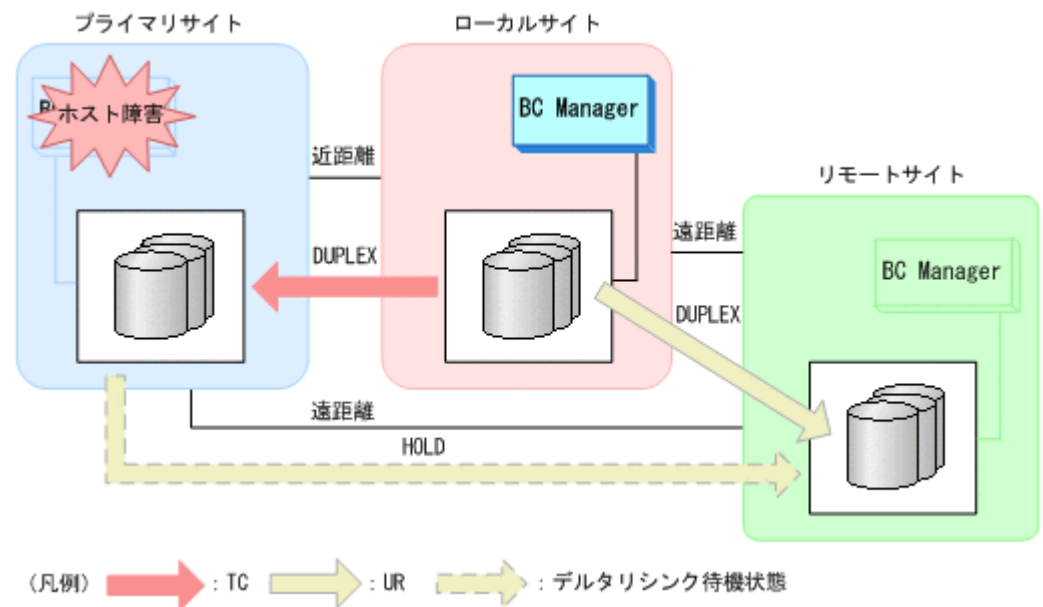 プライマリサイト
ローカルサイト
ホスト障害
BC Manager
近距離
リモートサイト
遠距離
DUPLEX
BC Manager
DUPLEX
遠距離
HOLD
(凡例) : TC : UR : デルタリシンク待機状態